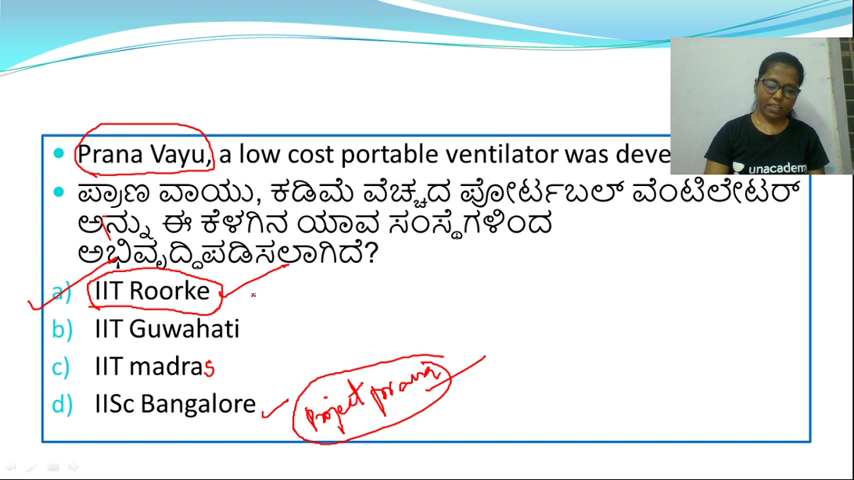 Prana Vayu, a low cost portable ventilator was deve
ಪ್ರಾಣ ವಾಯು, ಕಡಿಮೆ ವೆಚ್ಚದ ಪೋರ್ಟಬಲ್ ವೆಂಟಿಲೇಟರ್
ಅನ್ನು ಈ ಕೆಳಗಿನ ಯಾವ ಸಂಸ್ಥೆಗಳಿಂದ
ಅಭಿವೃದ್ಧಿಪಡಿಸಲಾಗಿದೆ?
a) IIT Roorke
b) IIT Guwahati
c) IIT madras
d) IISc Bangalore
Project prana
unacadem